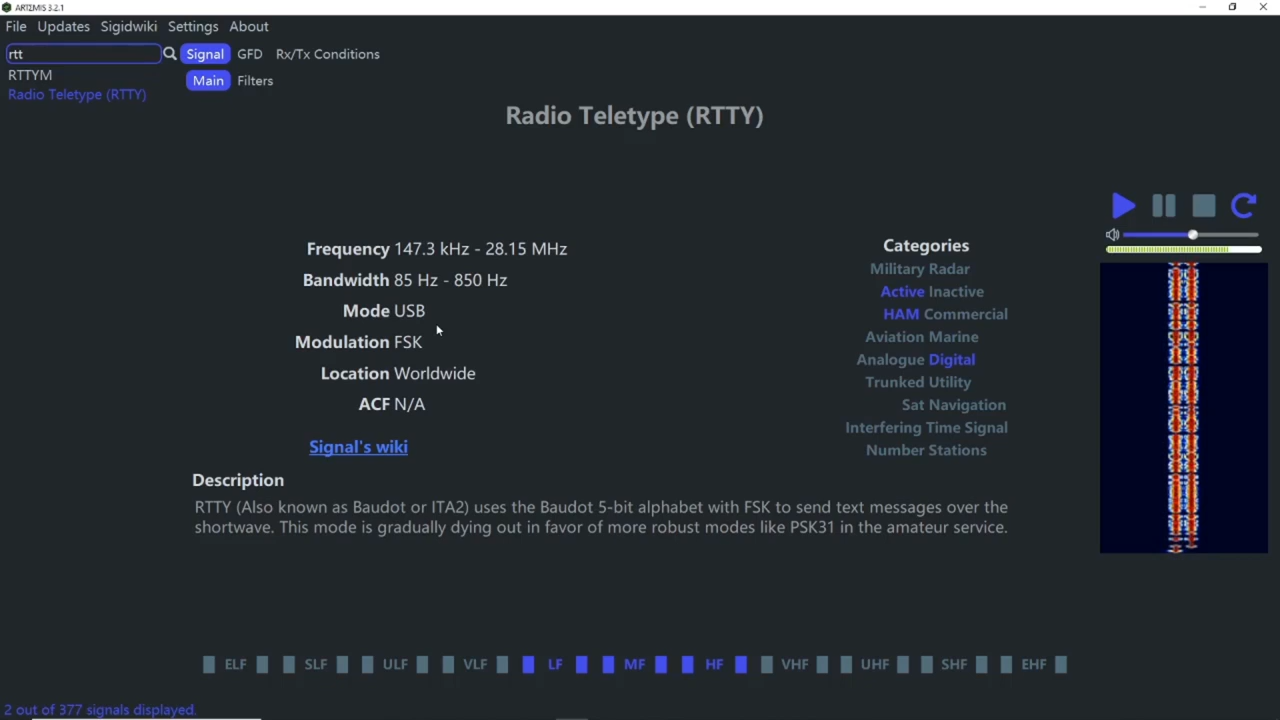 ARTEMIS 3.2.1
File Updates Sigidwiki Settings About
rtt Signal GFD Rx/Tx Conditions
RTTYM
Main Filters
Radio Teletype (RTTY)
Radio Teletype (RTTY)
Frequency 147.3 kHz - 28.15 MHz
Bandwidth 85 Hz - 850 Hz
Mode USB
Modulation FSK
Location Worldwide
ACF N/A
Signal's wiki
Categories
Military Radar
Active Inactive
HAM Commercial
Aviation Marine
Analogue Digital
Trunked Utility
Sat Navigation
Interfering Time Signal
Number Stations
Description
RTTY (Also known as Baudot or ITA2) uses the Baudot 5-bit alphabet with FSK to send text messages over the
shortwave. This mode is gradually dying out in favor of more robust modes like PSK31 in the amateur service.
ELF SLF ULF VLF LF MF HF VHF UHF SHF EHF
2 out of 377 signals displayed.